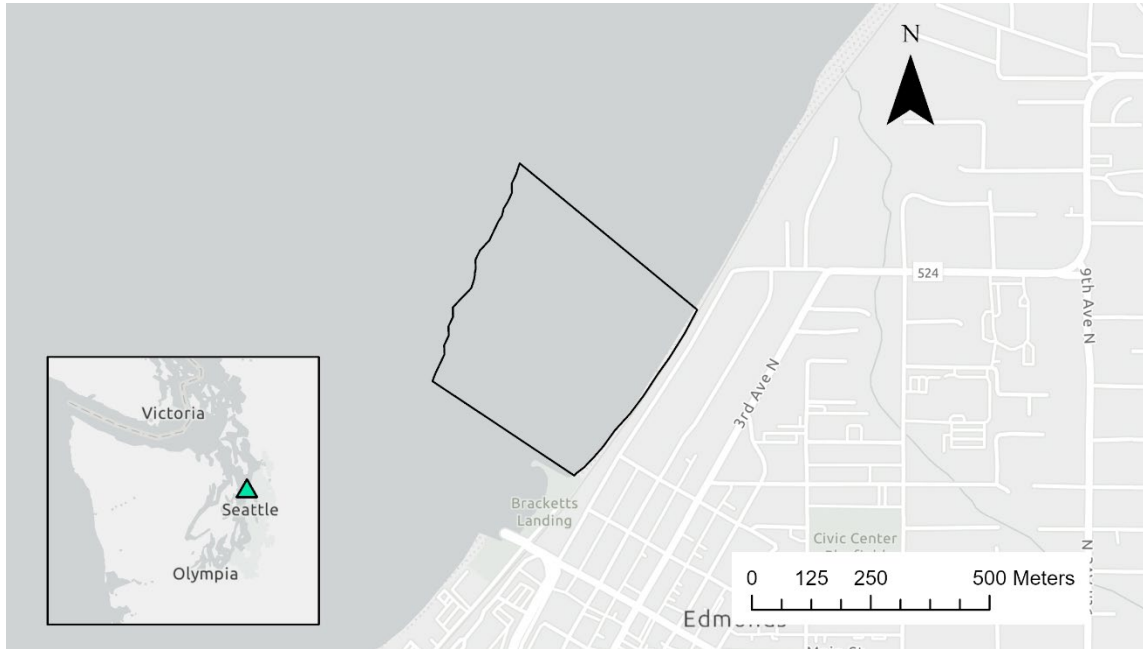 N
524
9th Ave N
3rd Ave N
Victoria
Seattle
Olympia
Bracketts
Landing
Civic Center
0 125 250 500 Meters